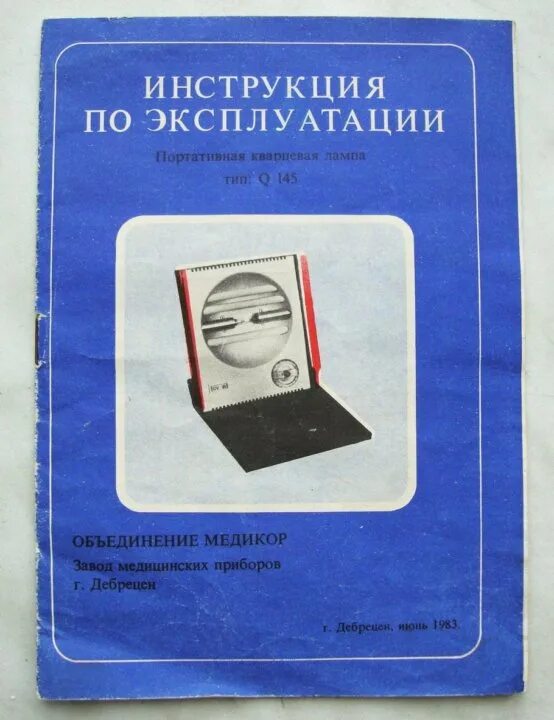 ИНСТРУКЦИЯ
ПО ЭКСПЛУАТАЦИИ
Портативная кварцевая лампа
тип: Q 145
ОБЪЕДИНЕНИЕ МЕДИКОР
Завод медицинских приборов
г. Дебрецен
г. Дебрецен, июнь 1983.